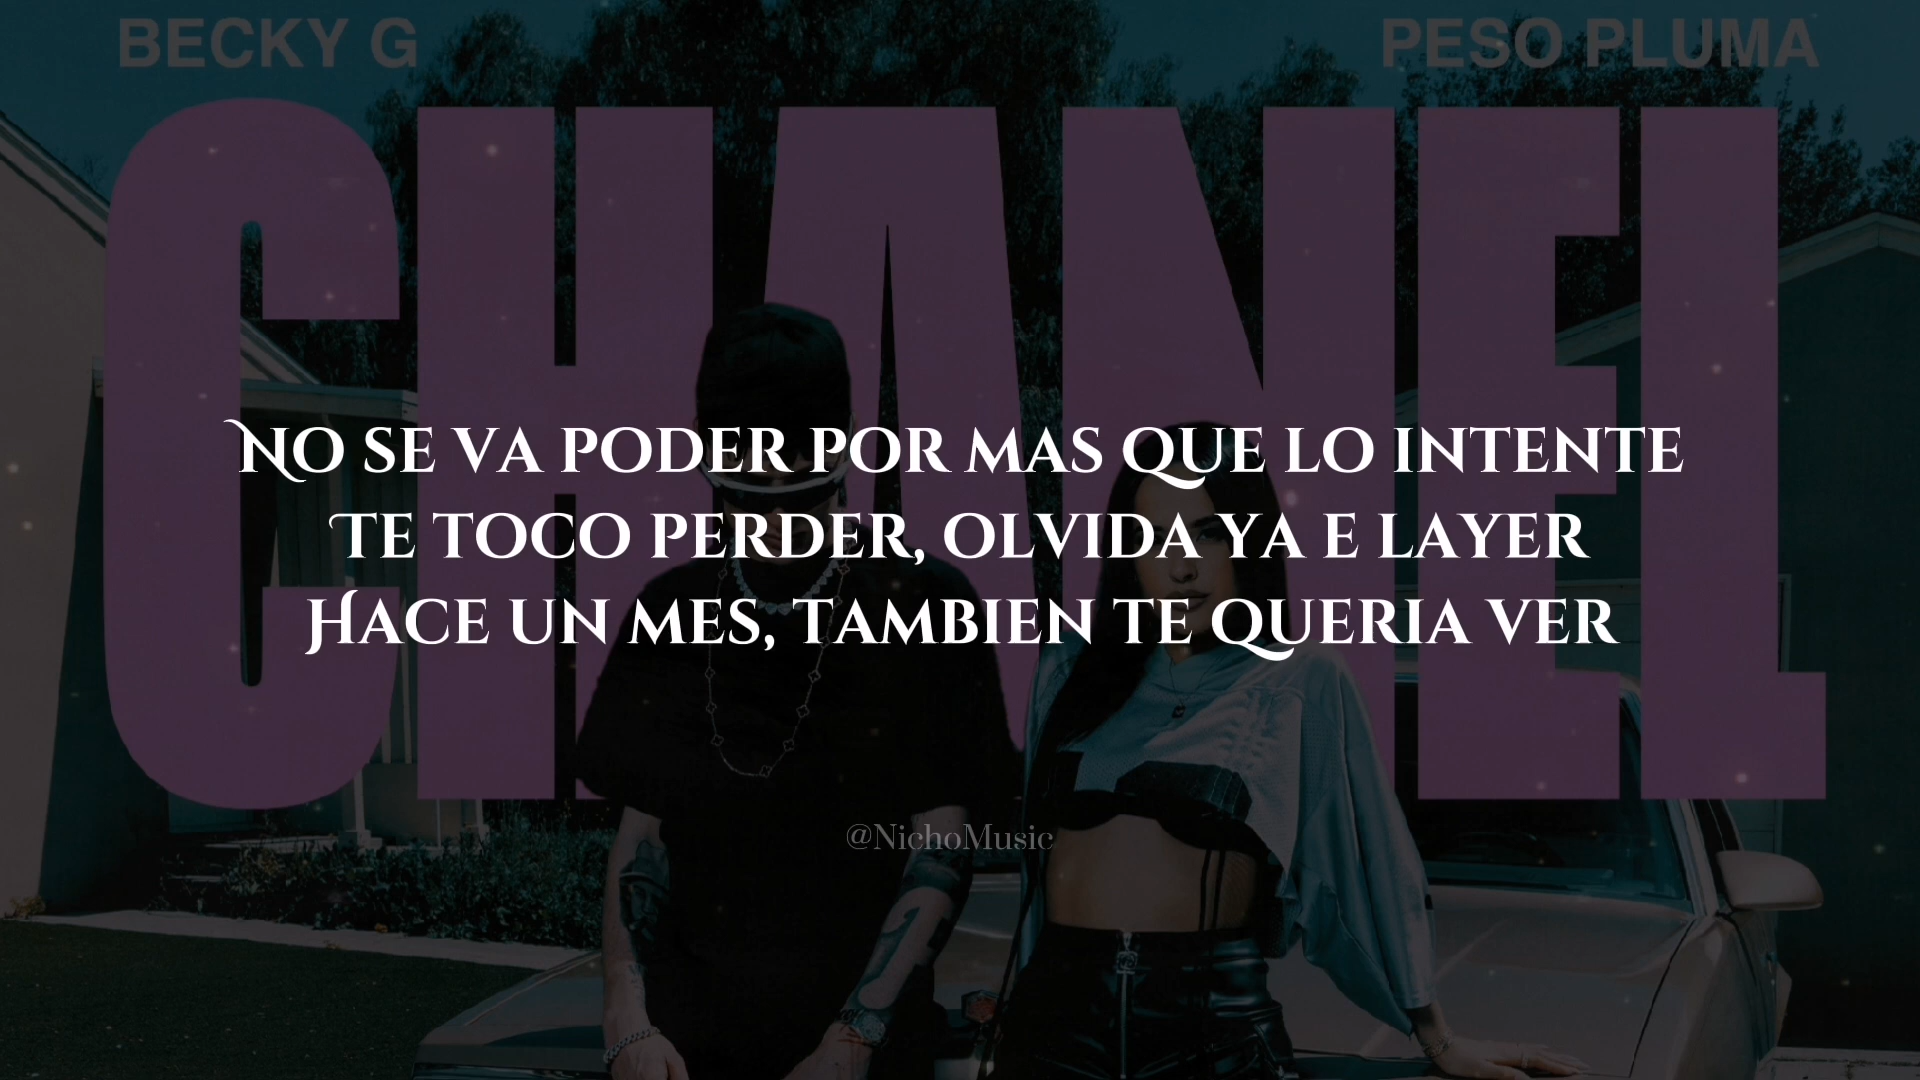 BECKY G
PESO PLUMA
CHANEL
No se va poder por mas que lo intente
Te toco perder, olvida ya e layer
Hace un mes, tambien te queria ver
@NichoMusic